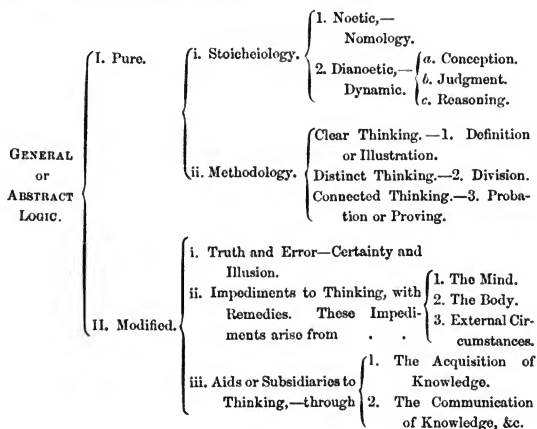 1. Noetic,—
Nomology.
i. Stoicheiology.
2. Dianoetic,—
Dynamic.
a. Conception.
b. Judgment.
c. Reasoning.
I. Pure.
ii. Methodology.
Clear Thinking.—1. Definition
or Illustration.
Distinct Thinking.—2. Division.
Connected Thinking.—3. Proba-
tion or Proving.
GENERAL
or
ABSTRACT
LOGIC.
i. Truth and Error—Certainty and
Illusion.
II. Modified.
ii. Impediments to Thinking, with
Remedies. These Impedi-
ments arise from . .
1. The Mind.
2. The Body.
3. External Cir-
cumstances.
iii. Aids or Subsidiaries to
Thinking,—through
1. The Acquisition of
Knowledge.
2. The Communication
of Knowledge, &c.